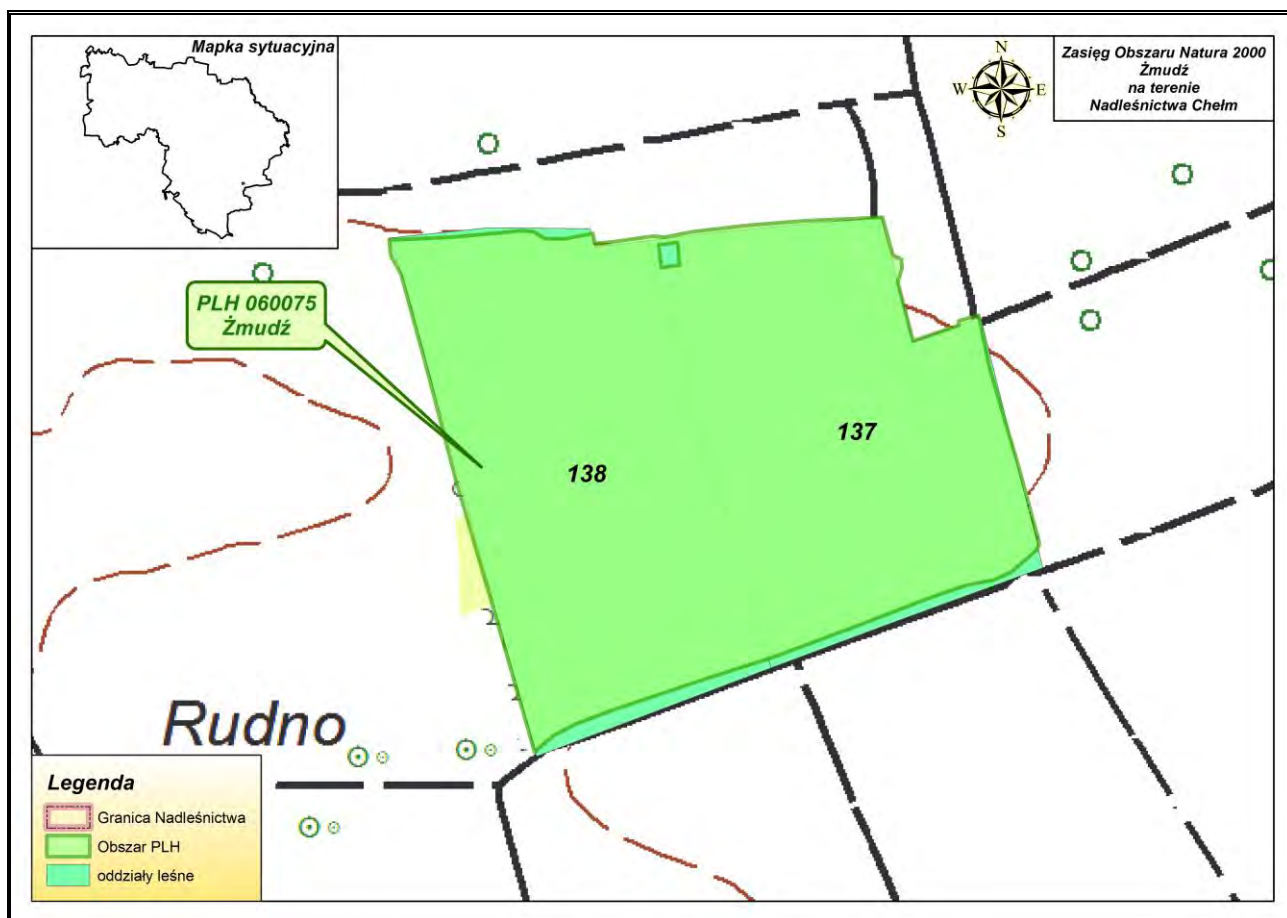 Mapka sytuacyjna
Zasięg Obszaru Natura 2000
Żmudź
na terenie
Nadleśnictwa Chełm
N
W
E
S
PLH 060075
Żmudź
137
138
Rudno
Legenda
Granica Nadleśnictwa
Obszar PLH
oddziały leśne